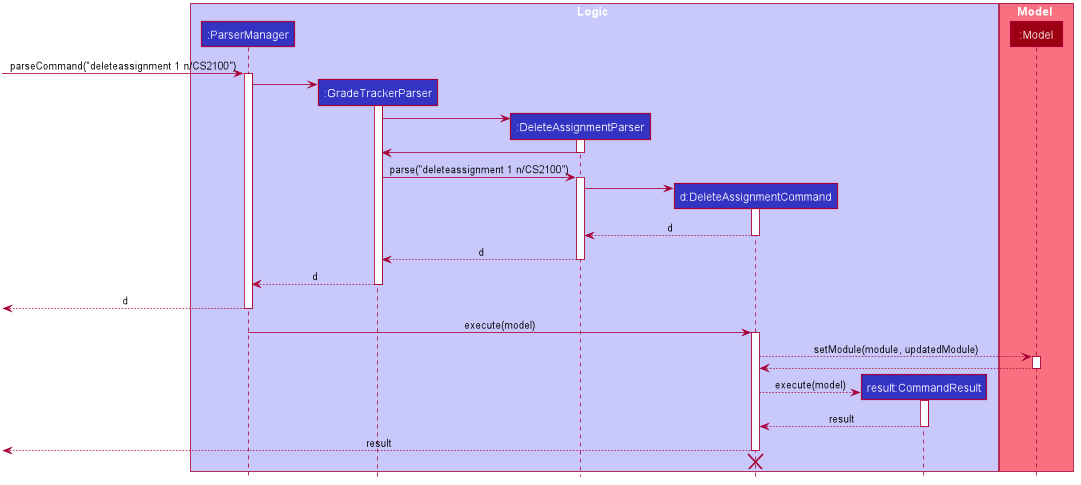 Logic
Model
:ParserManager
:Model
parseCommand("deleteassignment 1 n/CS2100")
:GradeTrackerParser
:DeleteAssignmentParser
parse("deleteassignment 1 n/CS2100")
d:DeleteAssignmentCommand
d
d
d
d
execute(model)
setModule(module, updatedModule)
execute(model)
result:CommandResult
result
result